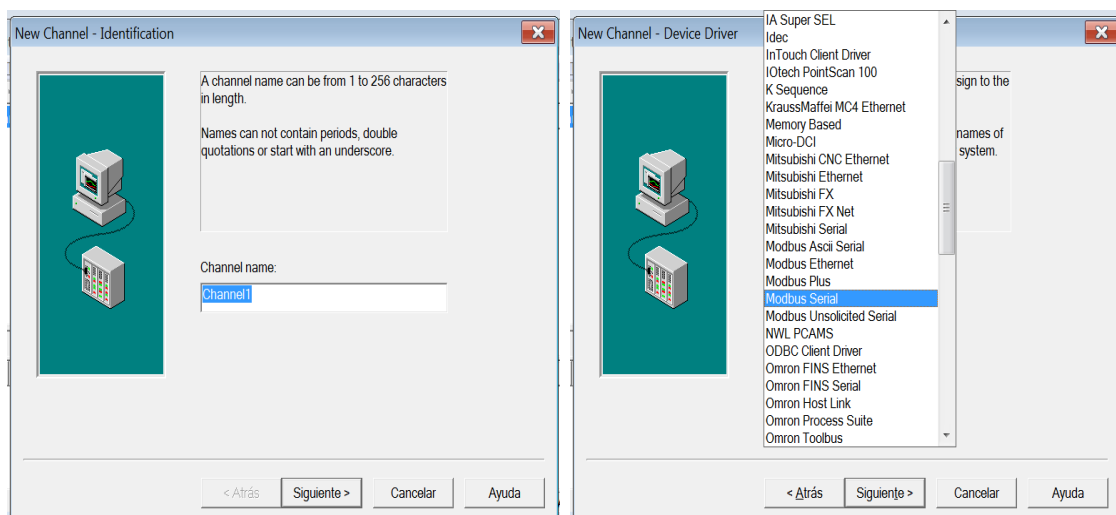 New Channel - Identification
A channel name can be from 1 to 256 characters
in length.
Names can not contain periods, double
quotations or start with an underscore.
Channel name:
Channel1
< Atrás
Siguiente >
Cancelar
Ayuda
New Channel - Device Driver
sign to the
names of
system.
IA Super SEL
Idec
InTouch Client Driver
IOtech PointScan 100
K Sequence
KraussMaffei MC4 Ethernet
Memory Based
Micro-DCI
Mitsubishi CNC Ethernet
Mitsubishi Ethernet
Mitsubishi FX
Mitsubishi FX Net
Mitsubishi Serial
Modbus Ascii Serial
Modbus Ethernet
Modbus Plus
Modbus Serial
Modbus Unsolicited Serial
NWL PCAMS
ODBC Client Driver
Omron FINS Ethernet
Omron FINS Serial
Omron Host Link
Omron Process Suite
Omron Toolbus
< Atrás
Siguiente >
Cancelar
Ayuda